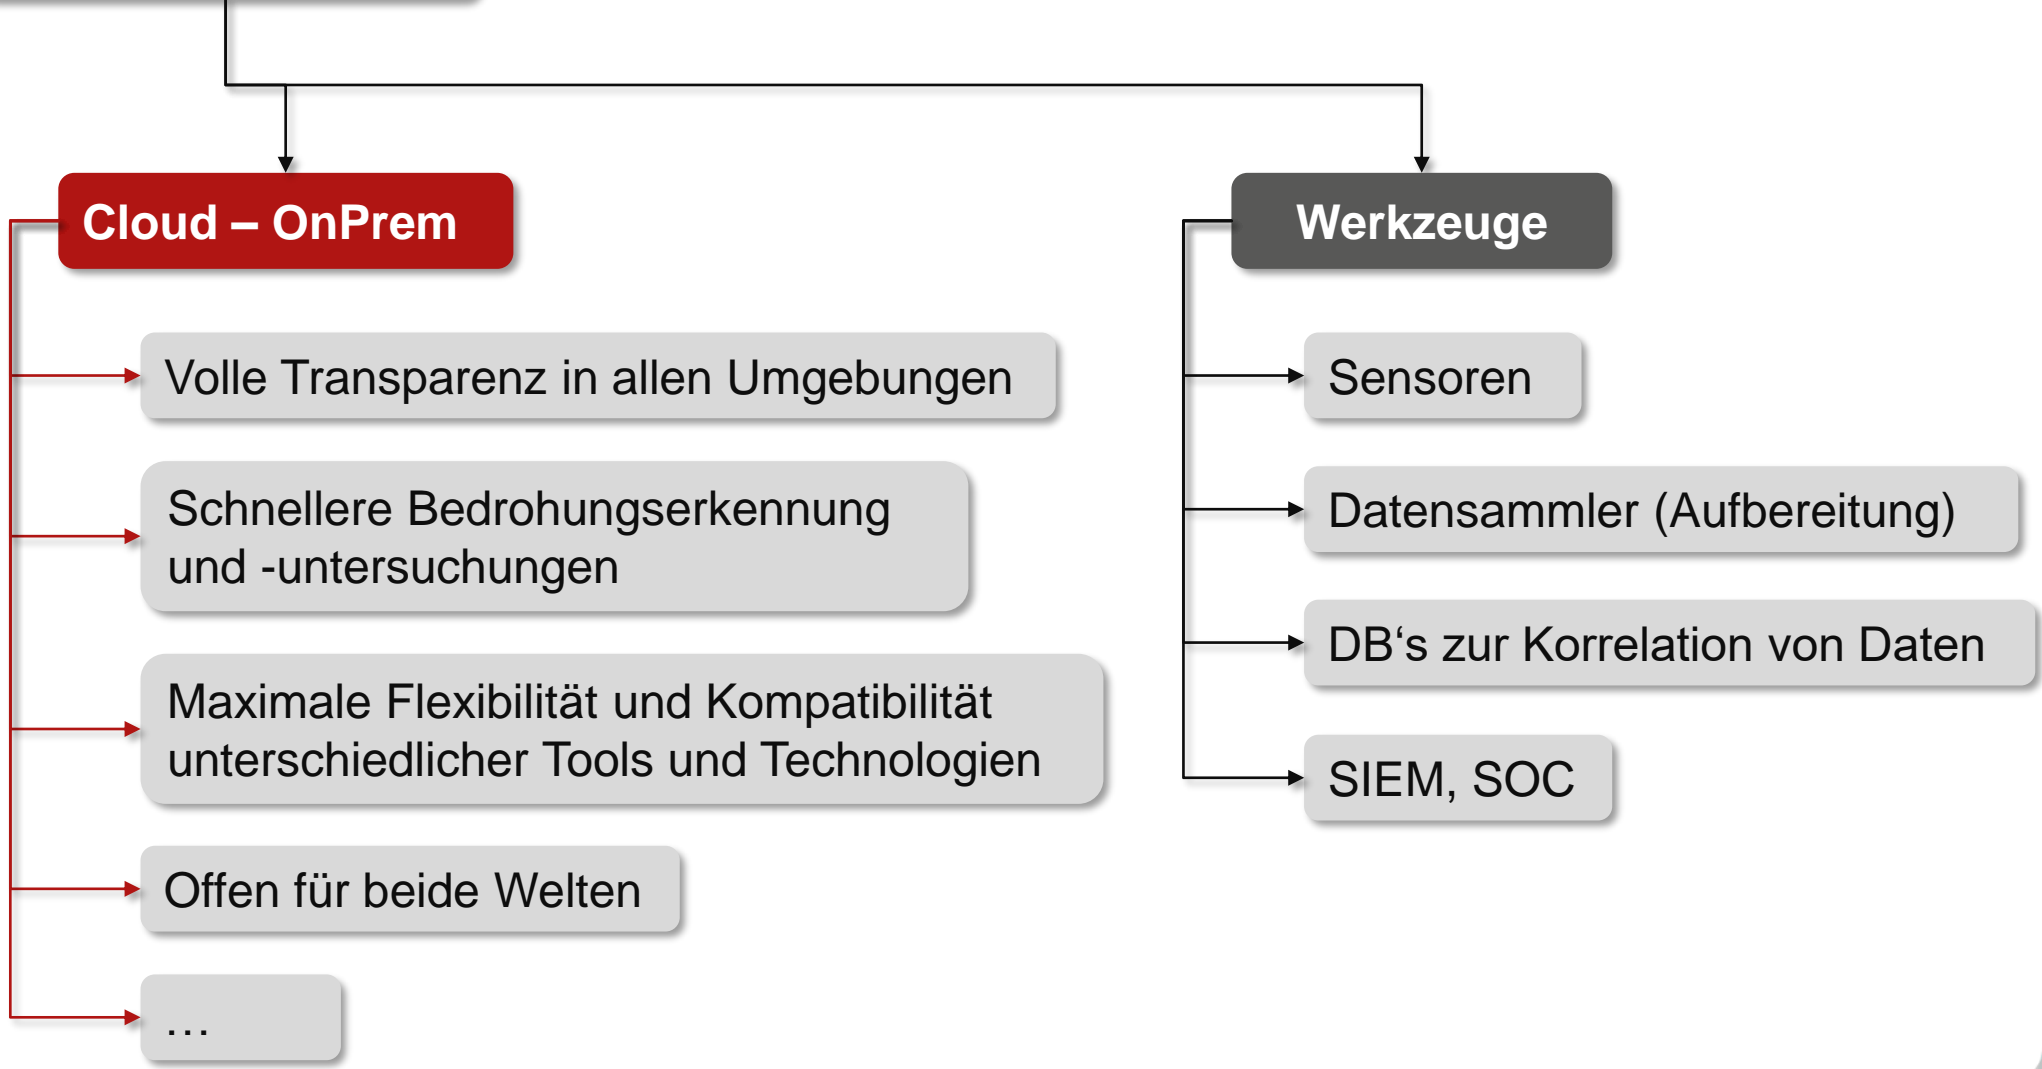 Cloud – OnPrem
Volle Transparenz in allen Umgebungen
Schnellere Bedrohungserkennung
und -untersuchungen
Maximale Flexibilität und Kompatibilität
unterschiedlicher Tools und Technologien
Offen für beide Welten
…
Werkzeuge
Sensoren
Datensammler (Aufbereitung)
DB‘s zur Korrelation von Daten
SIEM, SOC